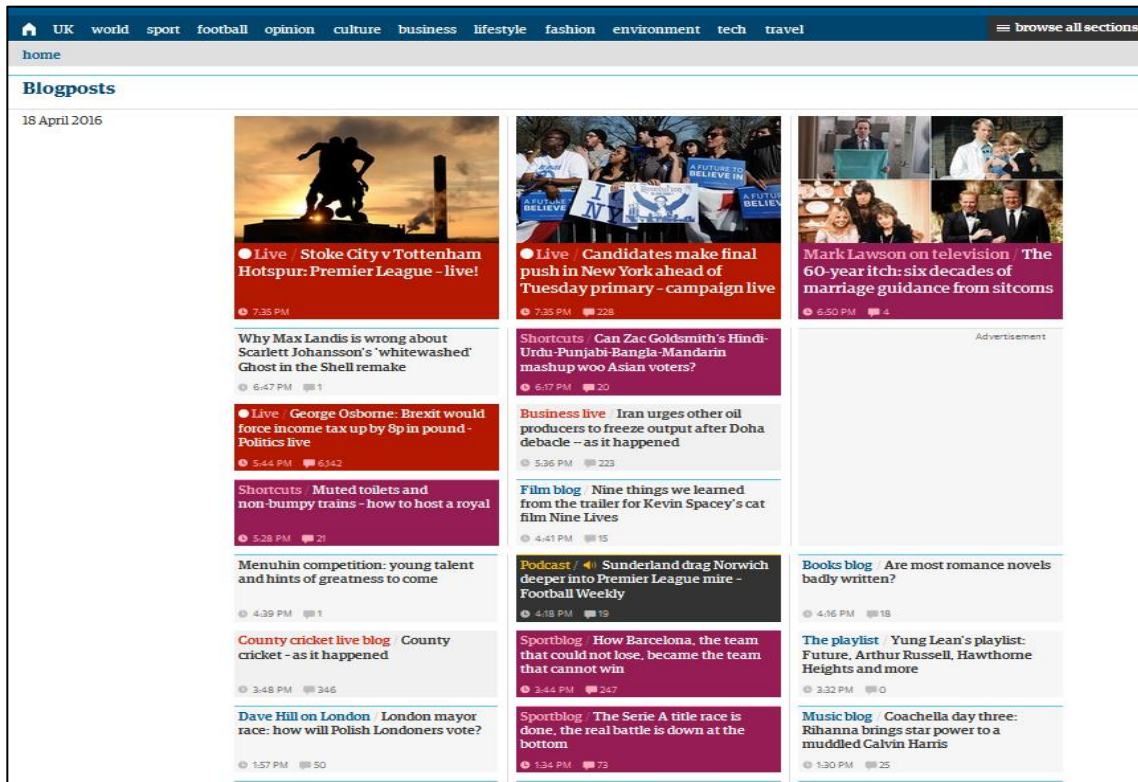 UK world sport football opinion culture business lifestyle fashion environment tech travel browse all sections
home
Blogposts
18 April 2016
A FUTURE TO
BELIEVE IN
A FUTURE TO
BELIEVE
I
NY
A FUTUR
BELIEV
Live / Stoke City v Tottenham
Hotspur: Premier League – live!
7:35 PM
Live / Candidates make final
push in New York ahead of
Tuesday primary – campaign live
7:35 PM 228
Mark Lawson on television / The
60-year itch: six decades of
marriage guidance from sitcoms
6:50 PM 4
Why Max Landis is wrong about
Scarlett Johansson's 'whitewashed'
Ghost in the Shell remake
6:47 PM 1
Shortcuts / Can Zac Goldsmith's Hindi-
Urdu-Punjabi-Bangla-Mandarin
mashup woo Asian voters?
6:17 PM 20
Advertisement
Live / George Osborne: Brexit would
force income tax up by 8p in pound -
Politics live
5:44 PM 6,142
Business live / Iran urges other oil
producers to freeze output after Doha
debacle -- as it happened
5:36 PM 223
Shortcuts / Muted toilets and
non-bumpy trains – how to host a royal
5:28 PM 21
Film blog / Nine things we learned
from the trailer for Kevin Spacey's cat
film Nine Lives
4:41 PM 15
Menuhin competition: young talent
and hints of greatness to come
4:39 PM 1
Podcast / Sunderland drag Norwich
deeper into Premier League mire –
Football Weekly
4:18 PM 19
Books blog / Are most romance novels
badly written?
4:16 PM 18
County cricket live blog / County
cricket – as it happened
3:48 PM 346
Sportblog / How Barcelona, the team
that could not lose, became the team
that cannot win
3:44 PM 247
The playlist / Yung Lean's playlist:
Future, Arthur Russell, Hawthorne
Heights and more
3:32 PM 0
Dave Hill on London / London mayor
race: how will Polish Londoners vote?
1:57 PM 50
Sportblog / The Serie A title race is
done, the real battle is down at the
bottom
1:34 PM 73
Music blog / Coachella day three:
Rihanna brings star power to a
muddled Calvin Harris
1:30 PM 25